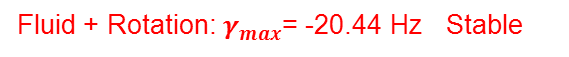 Fluid + Rotation: γmax= -20.44 Hz Stable